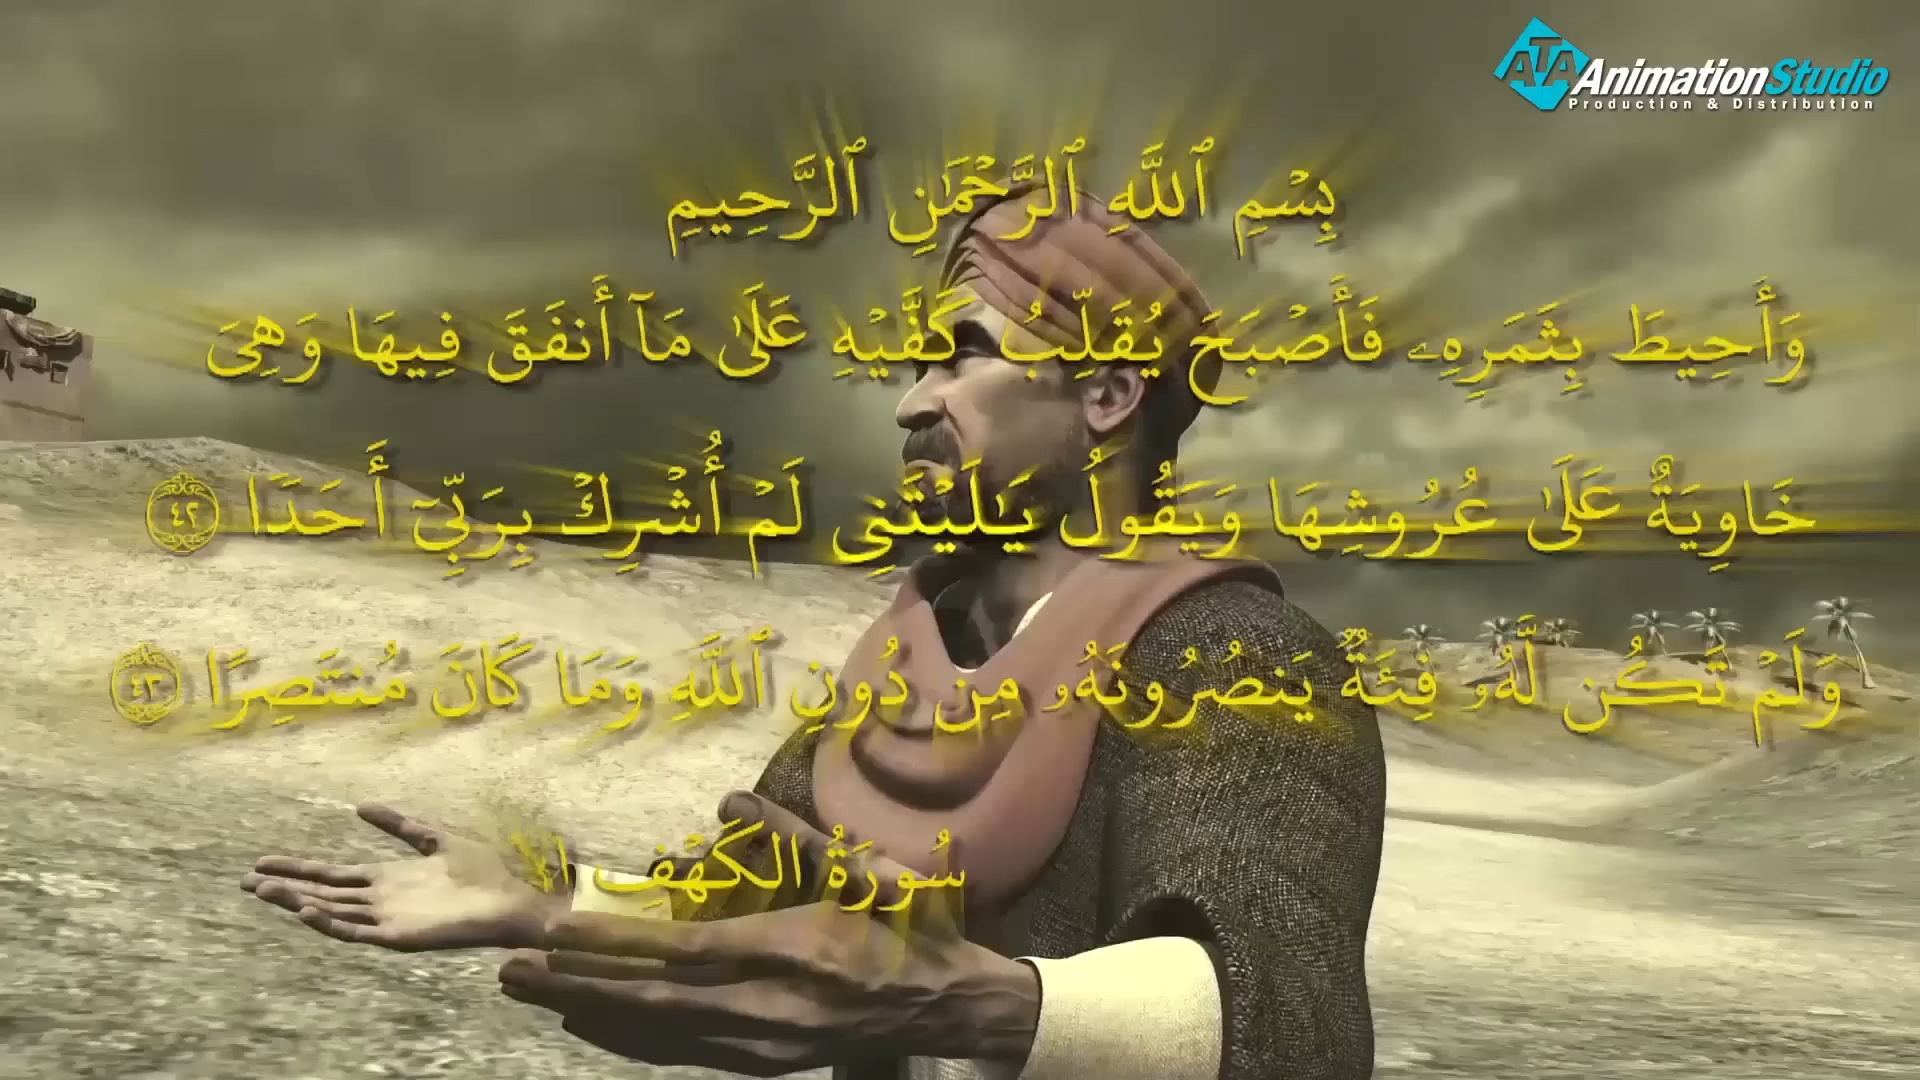 ATA AnimationStudio
Production & Distribution
بِسْمِ ٱللَّهِ ٱلرَّحْمَٰنِ ٱلرَّحِيمِ
وَأُحِيطَ بِثَمَرِهِۦ فَأَصْبَحَ يُقَلِّبُ كَفَّيْهِ عَلَىٰ مَآ أَنفَقَ فِيهَا وَهِىَ
خَاوِيَةٌ عَلَىٰ عُرُوشِهَا وَيَقُولُ يَٰلَيْتَنِى لَمْ أُشْرِكْ بِرَبِّىٓ أَحَدًا ٤٢
وَلَمْ تَكُن لَّهُۥ فِئَةٌ يَنصُرُونَهُۥ مِن دُونِ ٱللَّهِ وَمَا كَانَ مُنتَصِرًا ٤٣
سُورَةُ الكَهْفِ